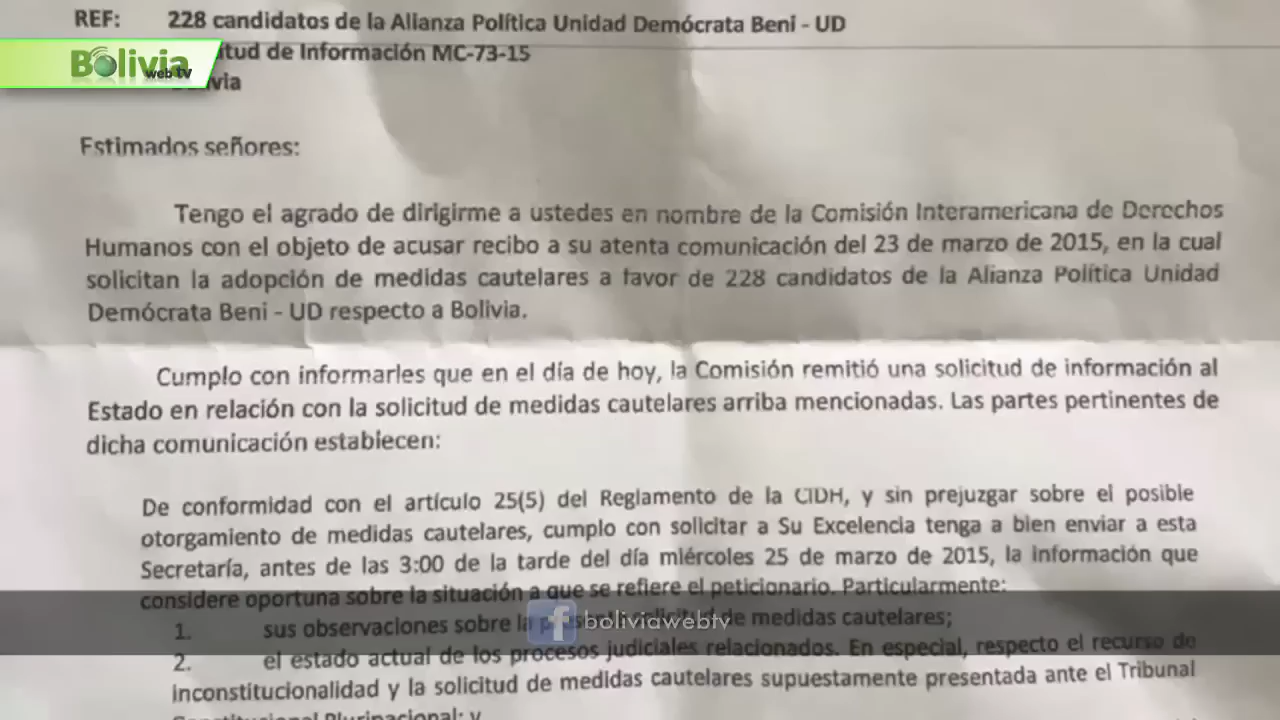 REF: 228 candidatos de la Alianza Política Unidad Demócrata Beni - UD
Bolivia
web tv
de Información MC-73-15
Estimados señores:
Tengo el agrado de dirigirme a ustedes en nombre de la Comisión Interamericana de Derechos
Humanos con el objeto de acusar recibo a su atenta comunicación del 23 de marzo de 2015, en la cual
solicitan la adopción de medidas cautelares a favor de 228 candidatos de la Alianza Política Unidad
Demócrata Beni - UD respecto a Bolivia.
Cumplo con informarles que en el día de hoy, la Comisión remitió una solicitud de información al
Estado en relación con la solicitud de medidas cautelares arriba mencionadas. Las partes pertinentes de
dicha comunicación establecen:
De conformidad con el artículo 25(5) del Reglamento de la CIDH, y sin prejuzgar sobre el posible
otorgamiento de medidas cautelares, cumplo con solicitar a Su Excelencia tenga a bien enviar a esta
Secretaría, antes de las 3:00 de la tarde del día miércoles 25 de marzo de 2015, la información que
considere oportuna sobre la situación a que se refiere el peticionario. Particularmente:
1. sus observaciones sobre la solicitud de medidas cautelares;
f boliviawebtv
2. el estado actual de los procesos judiciales relacionados. En especial, respecto el recurso de
inconstitucionalidad y la solicitud de medidas cautelares supuestamente presentada ante el Tribunal
Plurinacional; y